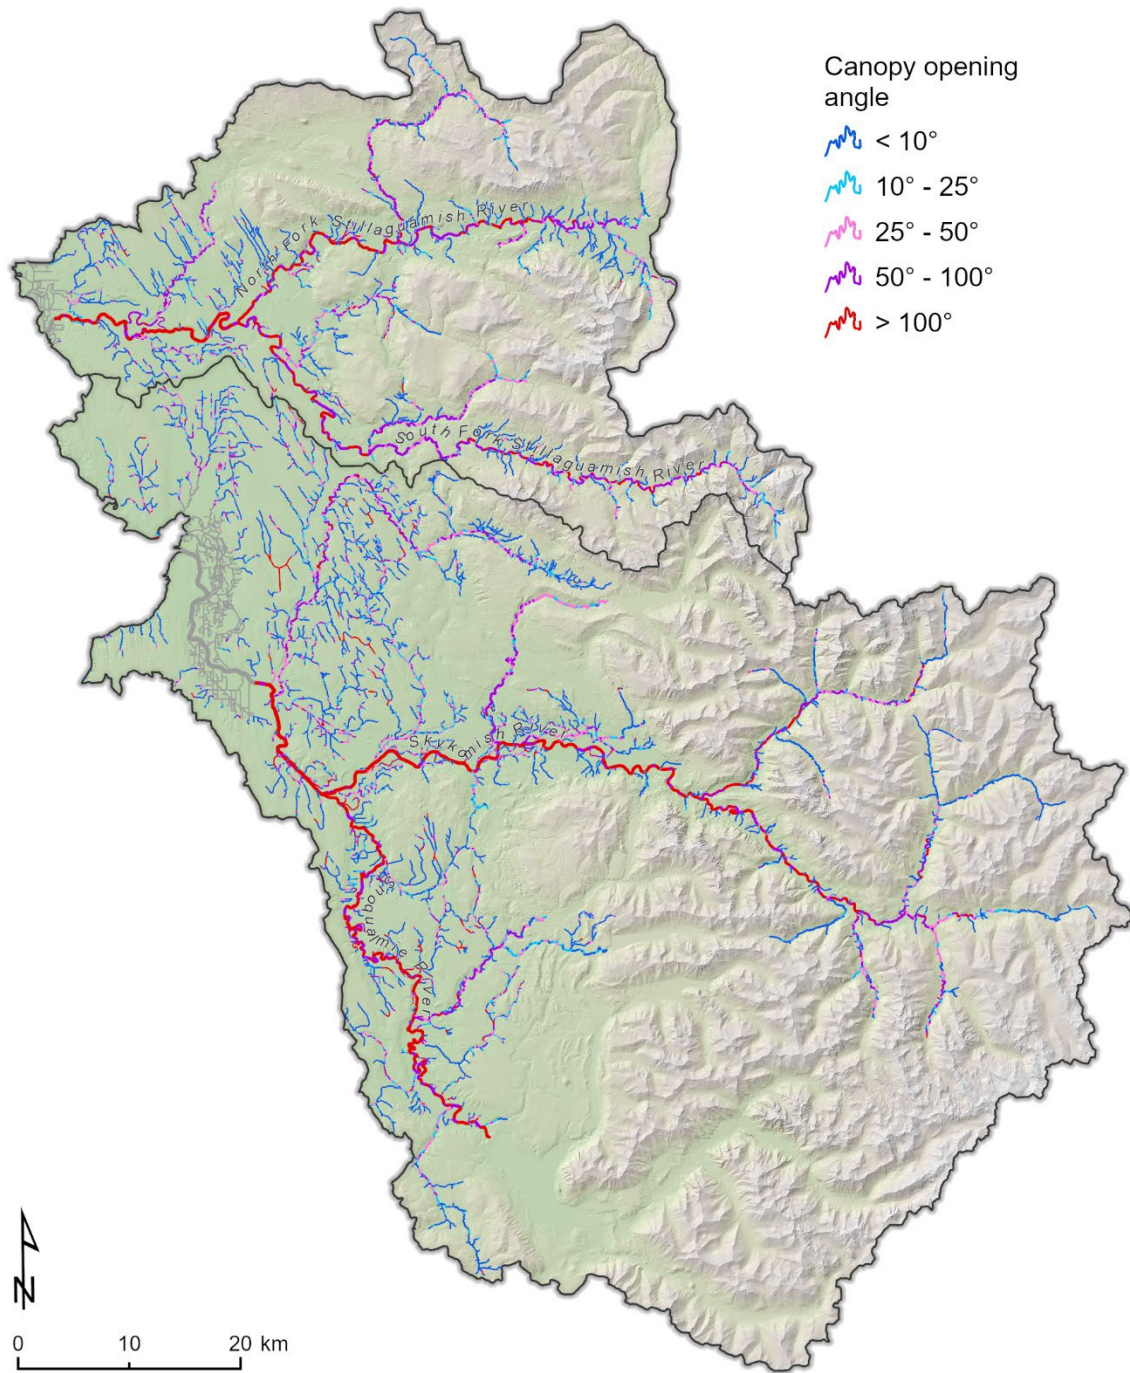 Canopy opening
angle
< 10°
10° - 25°
25° - 50°
50° - 100°
> 100°
North Fork Stillaguamish River
South Fork Stillaguamish River
Skykomish River
Snoqualmie River
N
0 10 20 km